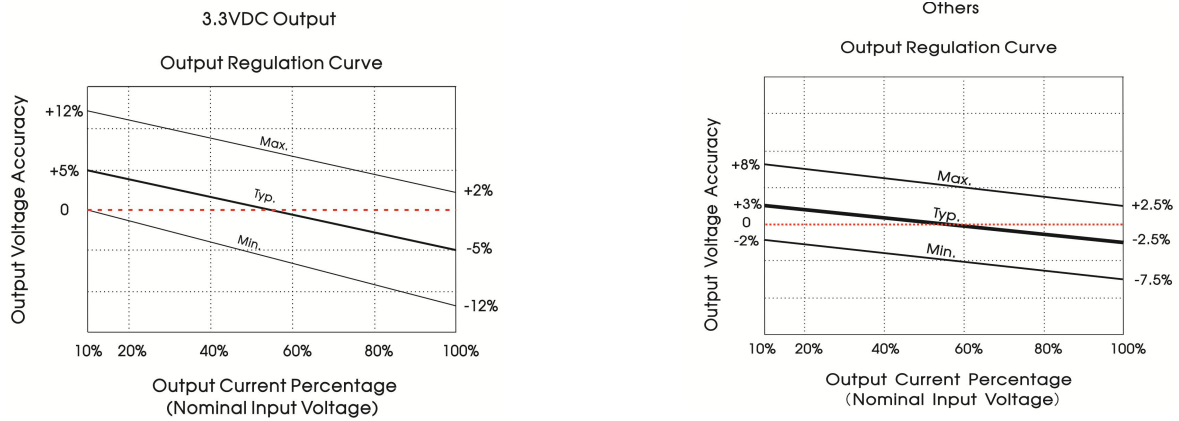 3.3VDC Output
Output Regulation Curve
Output Voltage Accuracy
+12%
+5%
0
Max.
Typ.
Min.
+2%
-5%
-12%
10% 20% 40% 60% 80% 100%
Output Current Percentage
(Nominal Input Voltage)
Others
Output Regulation Curve
Output Voltage Accuracy
+8%
+3%
0
-2%
Max.
Typ.
Min.
+2.5%
-2.5%
-7.5%
10% 20% 40% 60% 80% 100%
Output Current Percentage
(Nominal Input Voltage)